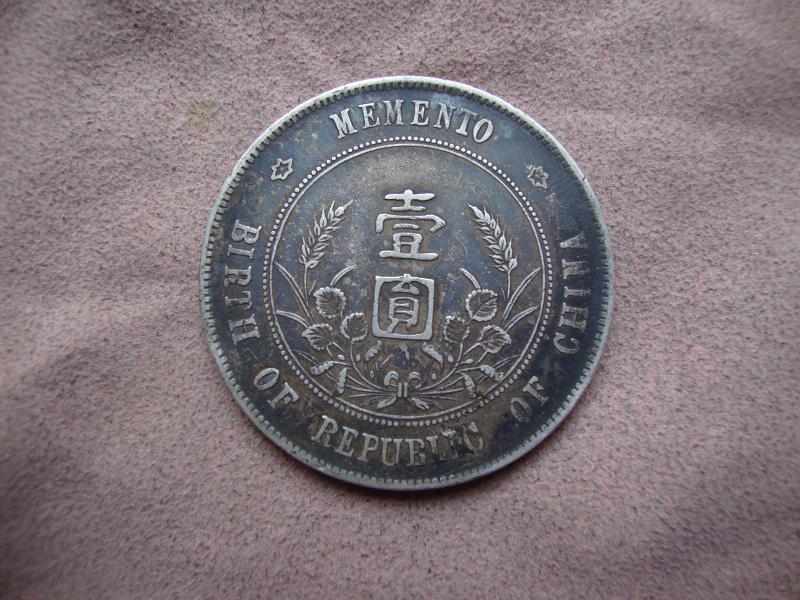 MEMENTO
壹
圓
BIRTH OF REPUBLIC OF CHINA